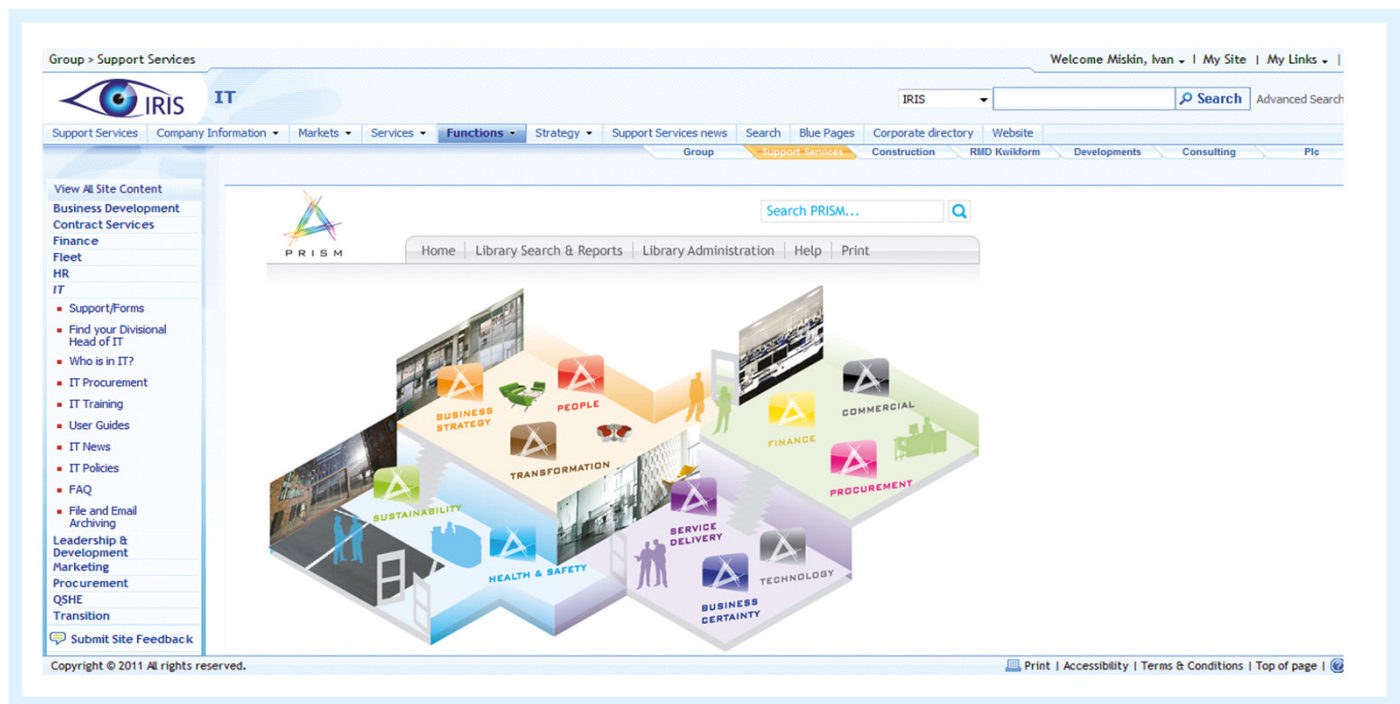 Group > Support Services
Welcome Miskin, Ivan | My Site | My Links |
IRIS
IT
IRIS
Search
Advanced Search
Support Services Company Information Markets Services Functions Strategy Support Services news Search Blue Pages Corporate directory Website
Group Support Services Construction RMD Kwikform Developments Consulting Plc
View All Site Content
Business Development
Contract Services
Finance
Fleet
HR
IT
Support/Forms
Find your Divisional
Head of IT
Who is in IT?
IT Procurement
IT Training
User Guides
IT News
IT Policies
FAQ
File and Email
Archiving
Leadership &
Development
Marketing
Procurement
QSHE
Transition
Submit Site Feedback
PRISM
Search PRISM...
Home | Library Search & Reports | Library Administration | Help | Print
BUSINESS
STRATEGY
PEOPLE
TRANSFORMATION
COMMERCIAL
FINANCE
PROCUREMENT
SUSTAINABILITY
HEALTH & SAFETY
SERVICE
DELIVERY
TECHNOLOGY
BUSINESS
CERTAINTY
Copyright © 2011 All rights reserved.
Print | Accessibility | Terms & Conditions | Top of page |